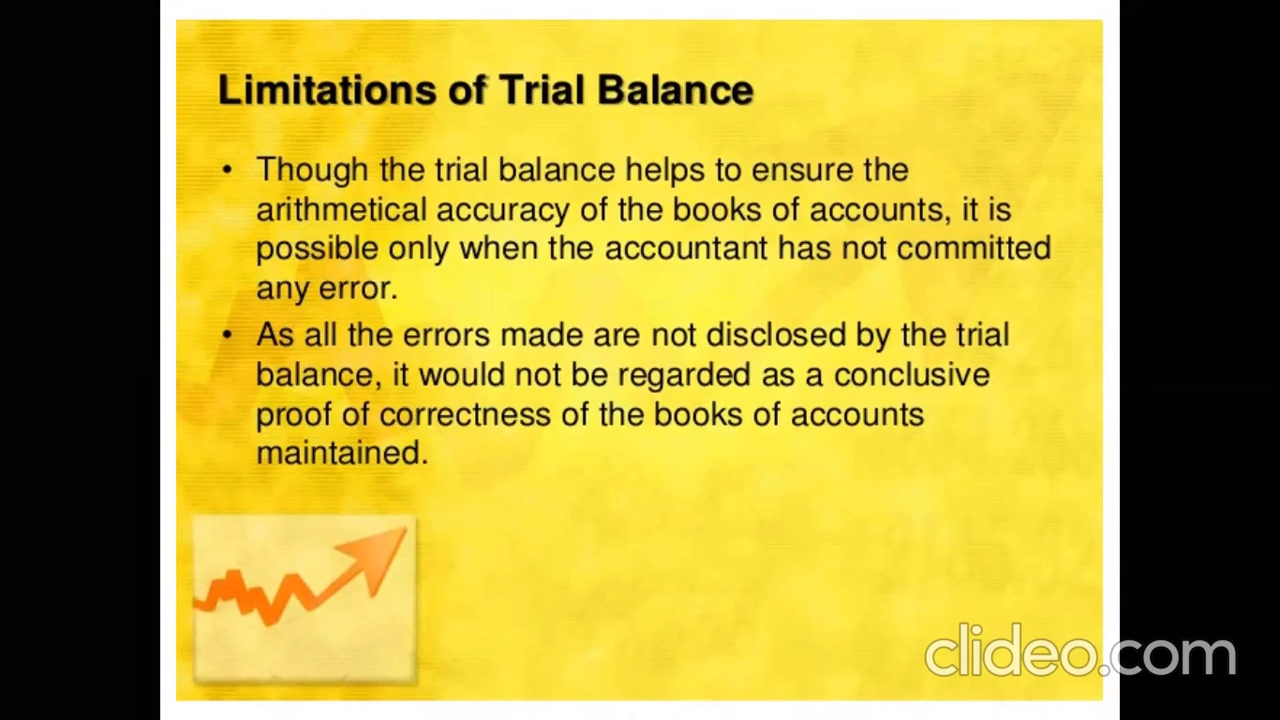 Limitations of Trial Balance
• Though the trial balance helps to ensure the
arithmetical accuracy of the books of accounts, it is
possible only when the accountant has not committed
any error.
• As all the errors made are not disclosed by the trial
balance, it would not be regarded as a conclusive
proof of correctness of the books of accounts
maintained.
clideo.com